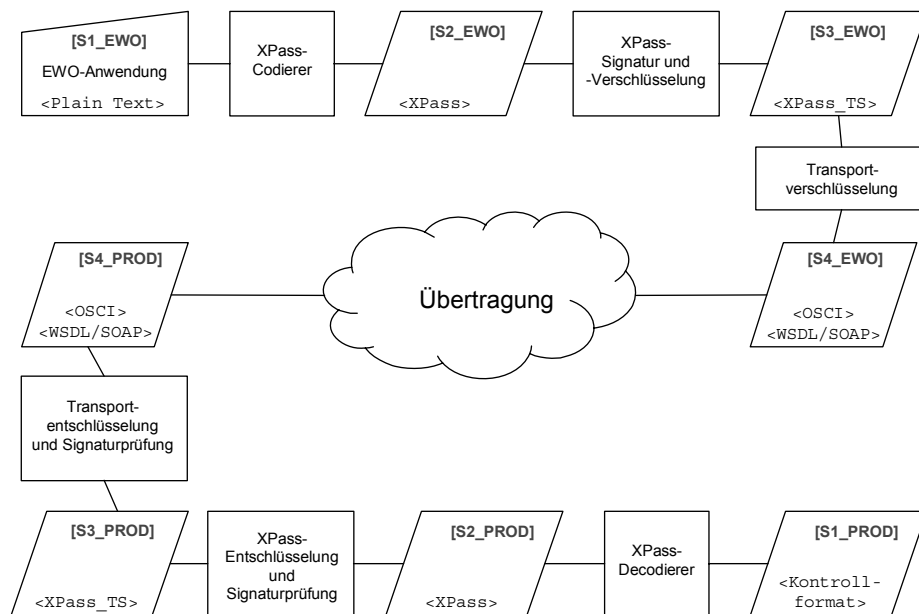 [S1_EWO]
EWO-Anwendung
<Plain Text>
XPass-
Codierer
[S2_EWO]
<XPass>
XPass-
Signatur und
-Verschlüsselung
[S3_EWO]
<XPass_TS>
Transport-
verschlüsselung
[S4_PROD]
<OSCI>
<WSDL/SOAP>
Übertragung
[S4_EWO]
<OSCI>
<WSDL/SOAP>
Transport-
entschlüsselung
und Signaturprüfung
[S3_PROD]
<XPass_TS>
XPass-
Entschlüsselung
und
Signaturprüfung
[S2_PROD]
<XPass>
XPass-
Decodierer
[S1_PROD]
<Kontroll-
format>